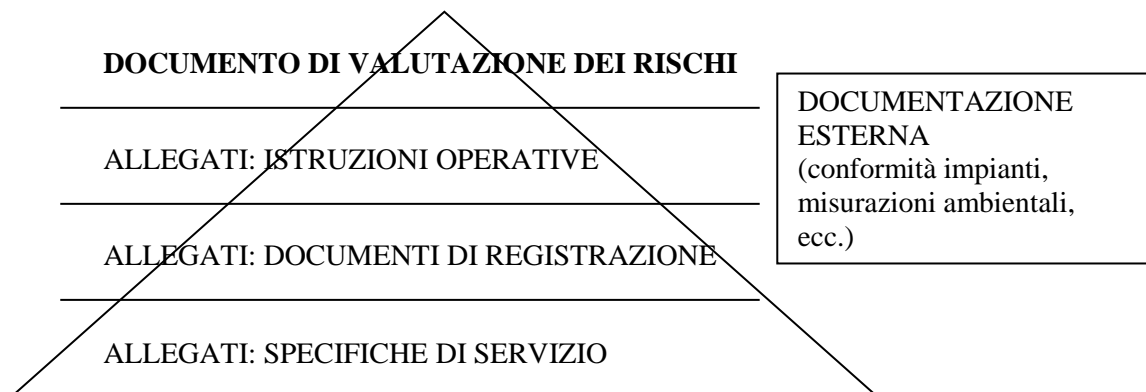 DOCUMENTO DI VALUTAZIONE DEI RISCHI
ALLEGATI: ISTRUZIONI OPERATIVE
ALLEGATI: DOCUMENTI DI REGISTRAZIONE
ALLEGATI: SPECIFICHE DI SERVIZIO
DOCUMENTAZIONE
ESTERNA
(conformità impianti,
misurazioni ambientali,
ecc.)